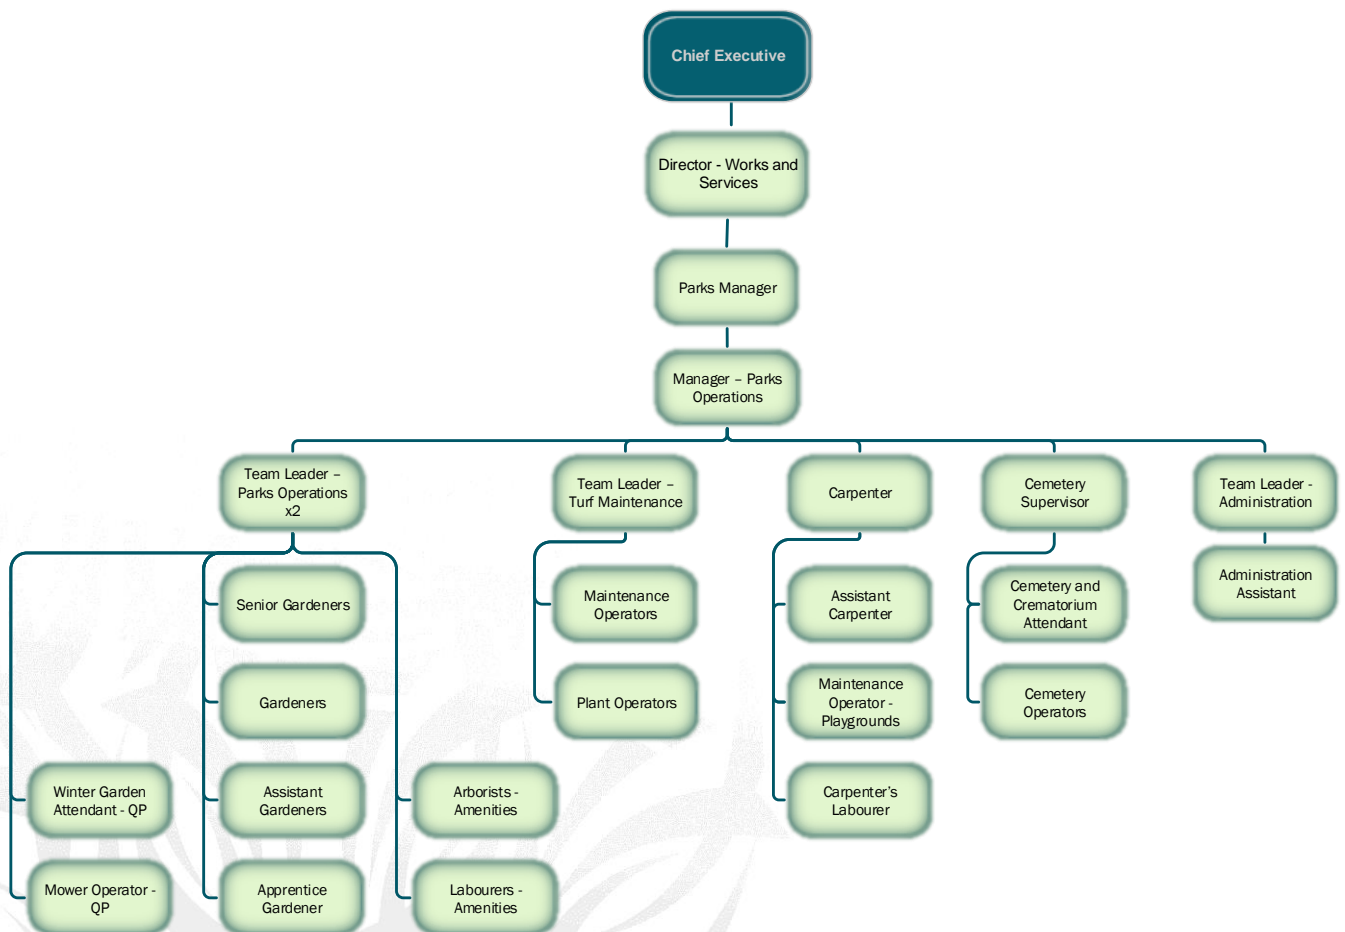 Chief Executive
Director - Works and
Services
Parks Manager
Manager – Parks
Operations
Team Leader –
Parks Operations
x2
Team Leader –
Turf Maintenance
Carpenter
Cemetery
Supervisor
Team Leader -
Administration
Senior Gardeners
Maintenance
Operators
Assistant
Carpenter
Cemetery and
Crematorium
Attendant
Administration
Assistant
Gardeners
Plant Operators
Maintenance
Operator -
Playgrounds
Cemetery
Operators
Winter Garden
Attendant - QP
Assistant
Gardeners
Arborists -
Amenities
Carpenter’s
Labourer
Mower Operator -
QP
Apprentice
Gardener
Labourers -
Amenities